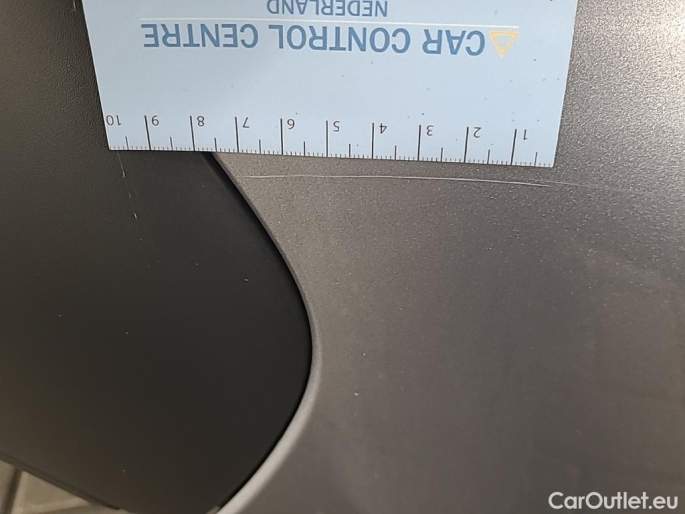 CAR CONTROL CENTRE
NEDERLAND
1 2 3 4 5 6 7 8 9 10
CarOutlet.eu